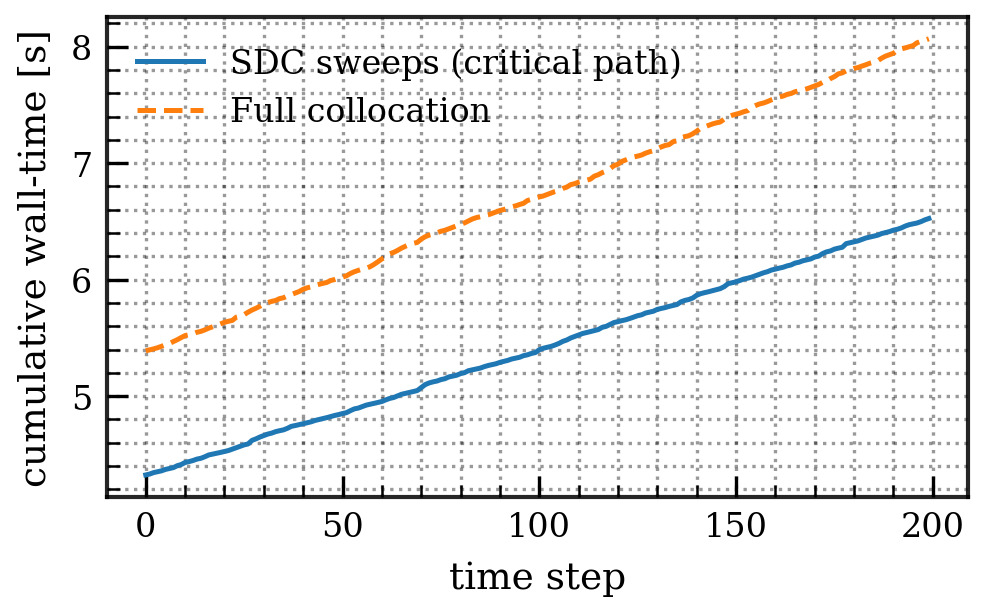 cumulative wall-time [s]
8
7
6
5
SDC sweeps (critical path)
Full collocation
0 50 100 150 200
time step